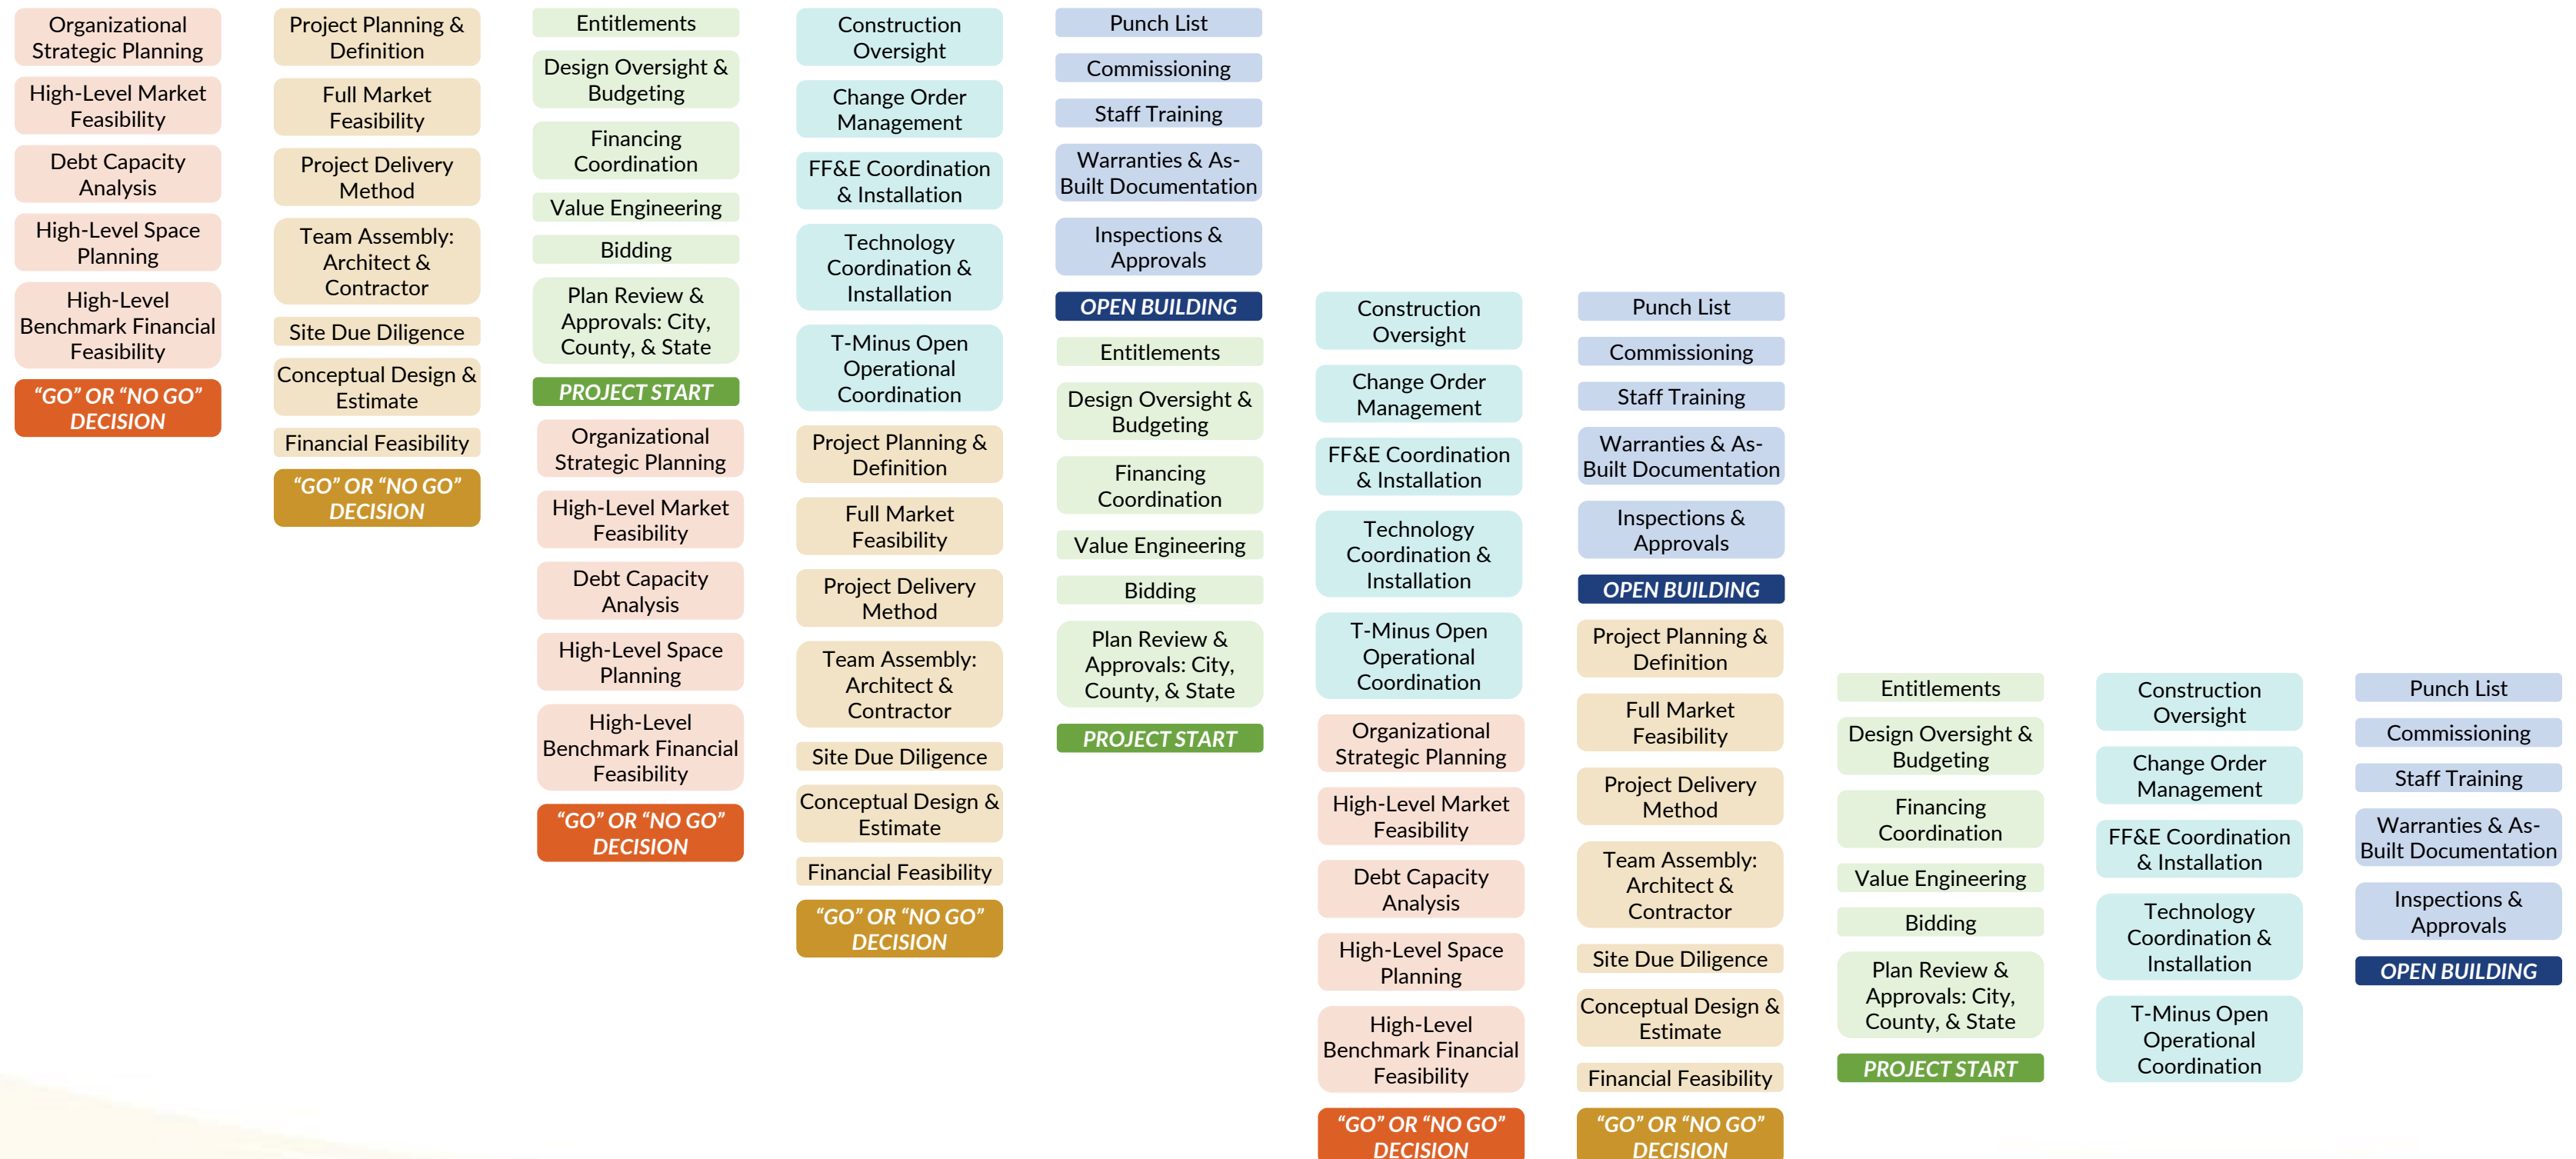 Organizational
Strategic Planning
High-Level Market
Feasibility
Debt Capacity
Analysis
High-Level Space
Planning
High-Level
Benchmark Financial
Feasibility
“GO” OR “NO GO”
DECISION
Project Planning &
Definition
Full Market
Feasibility
Project Delivery
Method
Team Assembly:
Architect &
Contractor
Site Due Diligence
Conceptual Design &
Estimate
Financial Feasibility
“GO” OR “NO GO”
DECISION
Entitlements
Design Oversight &
Budgeting
Financing
Coordination
Value Engineering
Bidding
Plan Review &
Approvals: City,
County, & State
PROJECT START
Organizational
Strategic Planning
High-Level Market
Feasibility
Debt Capacity
Analysis
High-Level Space
Planning
High-Level
Benchmark Financial
Feasibility
“GO” OR “NO GO”
DECISION
Construction
Oversight
Change Order
Management
FF&E Coordination
& Installation
Technology
Coordination &
Installation
T-Minus Open
Operational
Coordination
Project Planning &
Definition
Full Market
Feasibility
Project Delivery
Method
Team Assembly:
Architect &
Contractor
Site Due Diligence
Conceptual Design &
Estimate
Financial Feasibility
“GO” OR “NO GO”
DECISION
Punch List
Commissioning
Staff Training
Warranties & As-
Built Documentation
Inspections &
Approvals
OPEN BUILDING
Entitlements
Design Oversight &
Budgeting
Financing
Coordination
Value Engineering
Bidding
Plan Review &
Approvals: City,
County, & State
PROJECT START
Construction
Oversight
Change Order
Management
FF&E Coordination
& Installation
Technology
Coordination &
Installation
T-Minus Open
Operational
Coordination
Organizational
Strategic Planning
High-Level Market
Feasibility
Debt Capacity
Analysis
High-Level Space
Planning
High-Level
Benchmark Financial
Feasibility
“GO” OR “NO GO”
DECISION
Punch List
Commissioning
Staff Training
Warranties & As-
Built Documentation
Inspections &
Approvals
OPEN BUILDING
Project Planning &
Definition
Full Market
Feasibility
Project Delivery
Method
Team Assembly:
Architect &
Contractor
Site Due Diligence
Conceptual Design &
Estimate
Financial Feasibility
“GO” OR “NO GO”
DECISION
Entitlements
Design Oversight &
Budgeting
Financing
Coordination
Value Engineering
Bidding
Plan Review &
Approvals: City,
County, & State
PROJECT START
Construction
Oversight
Change Order
Management
FF&E Coordination
& Installation
Technology
Coordination &
Installation
T-Minus Open
Operational
Coordination
Punch List
Commissioning
Staff Training
Warranties & As-
Built Documentation
Inspections &
Approvals
OPEN BUILDING